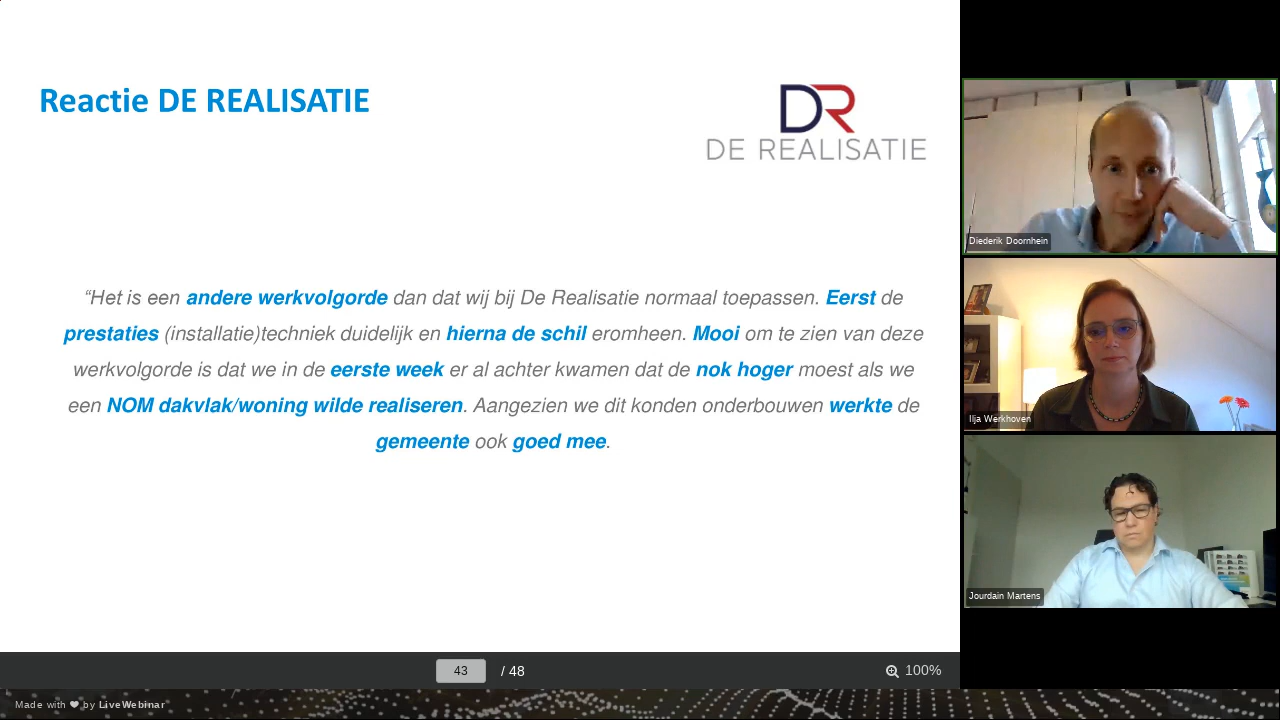 Reactie DE REALISATIE
DR
DE REALISATIE
“Het is een andere werkvolgorde dan dat wij bij De Realisatie normaal toepassen. Eerst de
prestaties (installatie)techniek duidelijk en hierna de schil eromheen. Mooi om te zien van deze
werkvolgorde is dat we in de eerste week er al achter kwamen dat de nok hoger moest als we
een NOM dakvlak/woning wilde realiseren. Aangezien we dit konden onderbouwen werkte de
gemeente ook goed mee.
Diederik Doornhein
Ilja Werkhoven
Jourdain Martens
43 / 48
100%
Made with ❤ by LiveWebinar